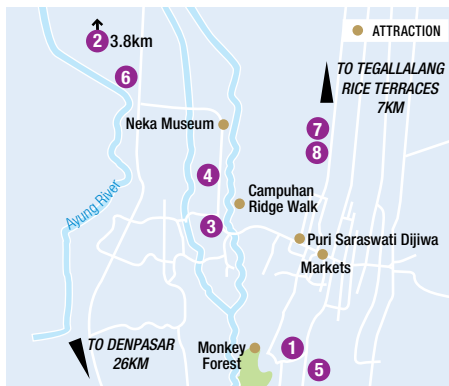 2 3.8km
ATTRACTION
6
TO TEGALLALANG
RICE TERRACES
7KM
Neka Museum
7
8
4
Campuhan
Ridge Walk
Ayung River
3
Puri Saraswati Dijiwa
Markets
TO DENPASAR
26KM
Monkey
Forest
1
5